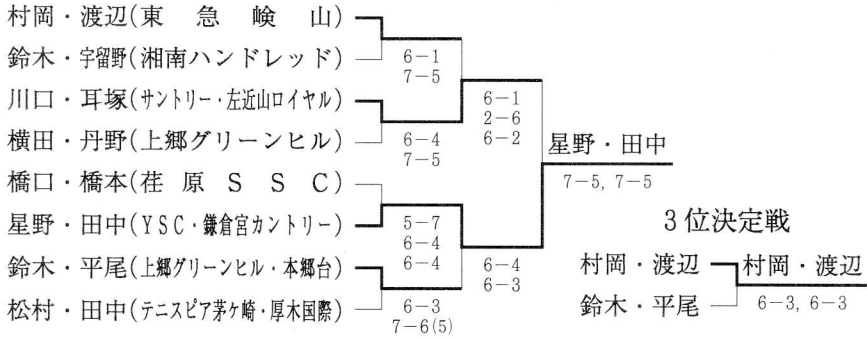 村岡・渡辺(東急嶮山)
鈴木・宇留野(湘南ハンドレッド)
川口・耳塚(サントリー・左近山ロイヤル)
横田・丹野(上郷グリーンヒル)
橋口・橋本(荏原SSC)
星野・田中(YSC・鎌倉宮カントリー)
鈴木・平尾(上郷グリーンヒル・本郷台)
松村・田中(テニスピア茅ヶ崎・厚木国際)
6-1
7-5
6-4
7-5
5-7
6-4
6-4
6-3
7-6(5)
6-1
2-6
6-2
6-4
6-3
星野・田中
7-5, 7-5
3位決定戦
村岡・渡辺
鈴木・平尾
村岡・渡辺
6-3, 6-3